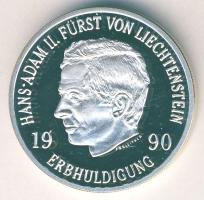 HANS-ADAM II. FÜRST VON LIECHTENSTEIN
19 90
ERBHULDIGUNG